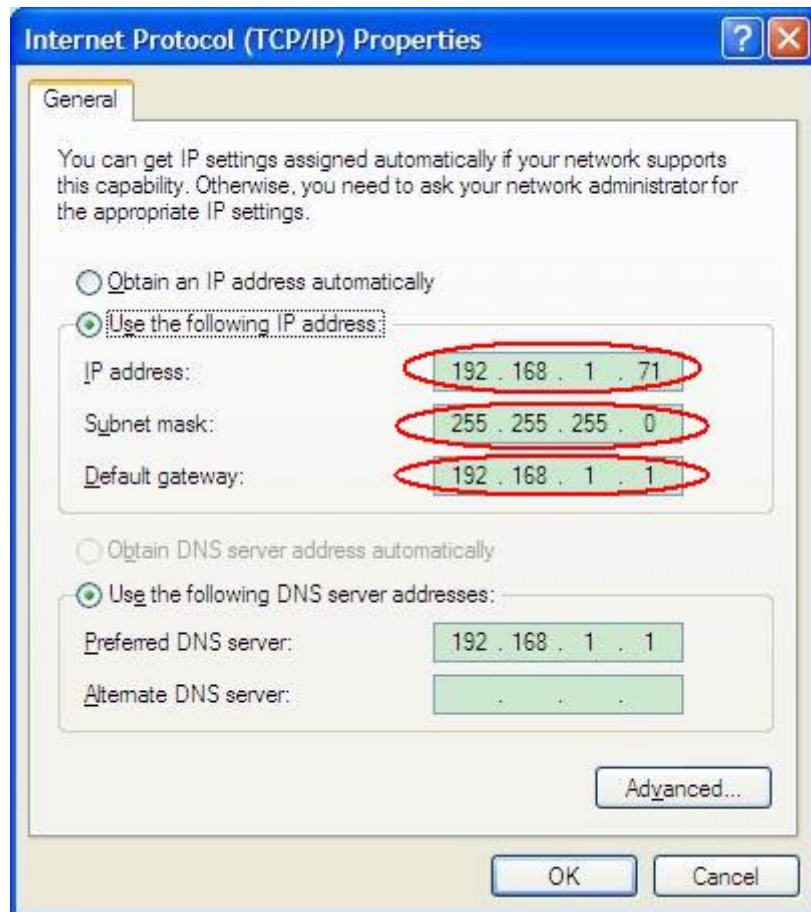 Internet Protocol (TCP/IP) Properties
General
You can get IP settings assigned automatically if your network supports
this capability. Otherwise, you need to ask your network administrator for
the appropriate IP settings.
Obtain an IP address automatically
Use the following IP address:
IP address: 192 . 168 . 1 . 71
Subnet mask: 255 . 255 . 255 . 0
Default gateway: 192 . 168 . 1 . 1
Obtain DNS server address automatically
Use the following DNS server addresses:
Preferred DNS server: 192 . 168 . 1 . 1
Alternate DNS server: . . .
Advanced...
OK Cancel